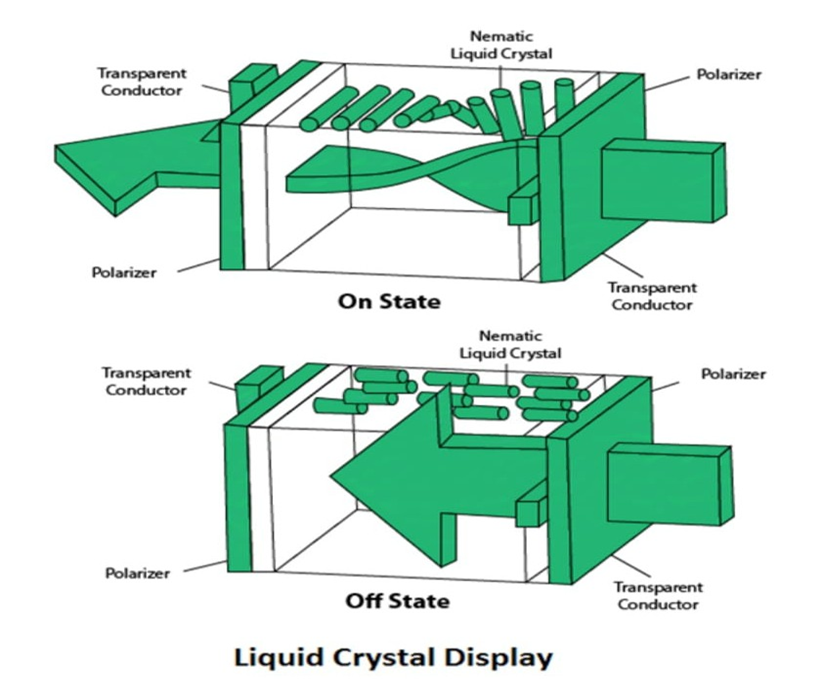 Nematic
Liquid Crystal
Transparent
Conductor
Polarizer
Polarizer
Transparent
Conductor
On State
Nematic
Liquid Crystal
Transparent
Conductor
Polarizer
Polarizer
Transparent
Conductor
Off State
Liquid Crystal Display